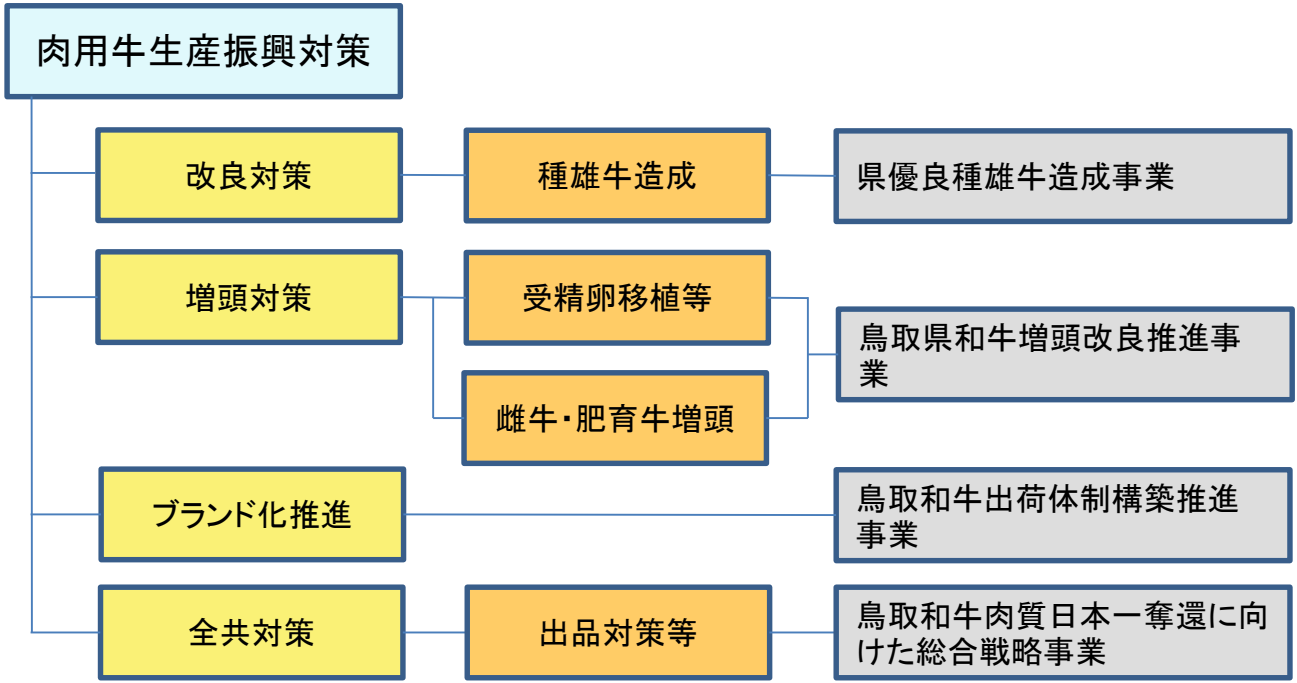 肉用牛生産振興対策
改良対策
種雄牛造成
県優良種雄牛造成事業
増頭対策
受精卵移植等
雌牛・肥育牛増頭
鳥取県和牛増頭改良推進事
業
ブランド化推進
鳥取和牛出荷体制構築推進
事業
全共対策
出品対策等
鳥取和牛肉質日本一奪還に向
けた総合戦略事業